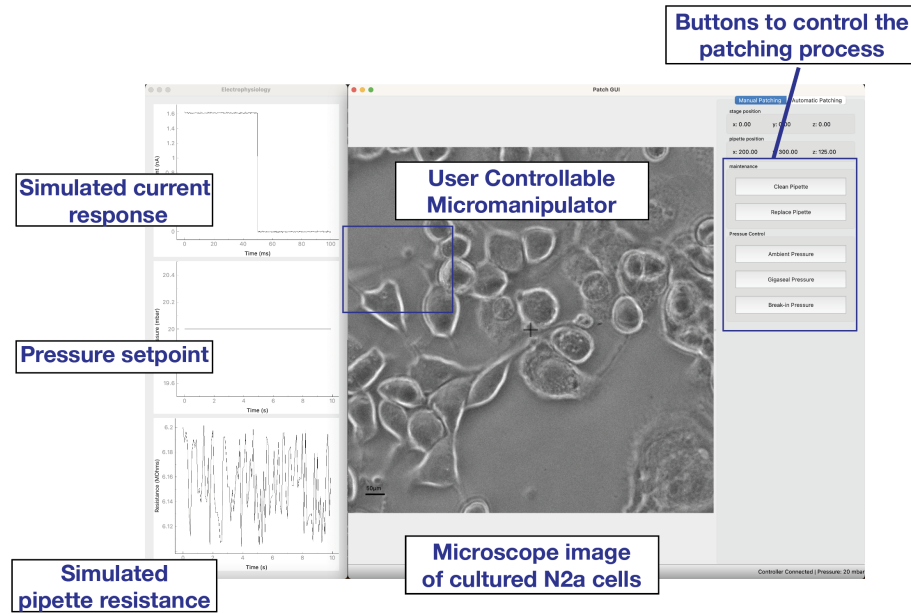 Buttons to control the
patching process
Electrophysiology
Patch GUI
1.6
1.4
1.2
1
0.8
0
0 20 40 60 80 100
Time (ms)
Simulated current
response
20.4
20.2
20
19.6
0 2 4 6 8 10
Time (s)
Pressure setpoint
6.2
6.18
6.16
6.14
6.12
Resistance (MOhms)
0 2 4 6 8 10
Time (s)
Simulated
pipette resistance
User Controllable
Micromanipulator
50µm
Microscope image
of cultured N2a cells
Manual Patching Automatic Patching
stage position
x: 0.00 z: 0.00
pipette position
x: 200.00 300.00 z: 125.00
maintenance
Clean Pipette
Replace Pipette
Pressue Control
Ambient Pressure
Gigaseal Pressure
Break-in Pressure
Controller Connected | Pressure: 20 mbar